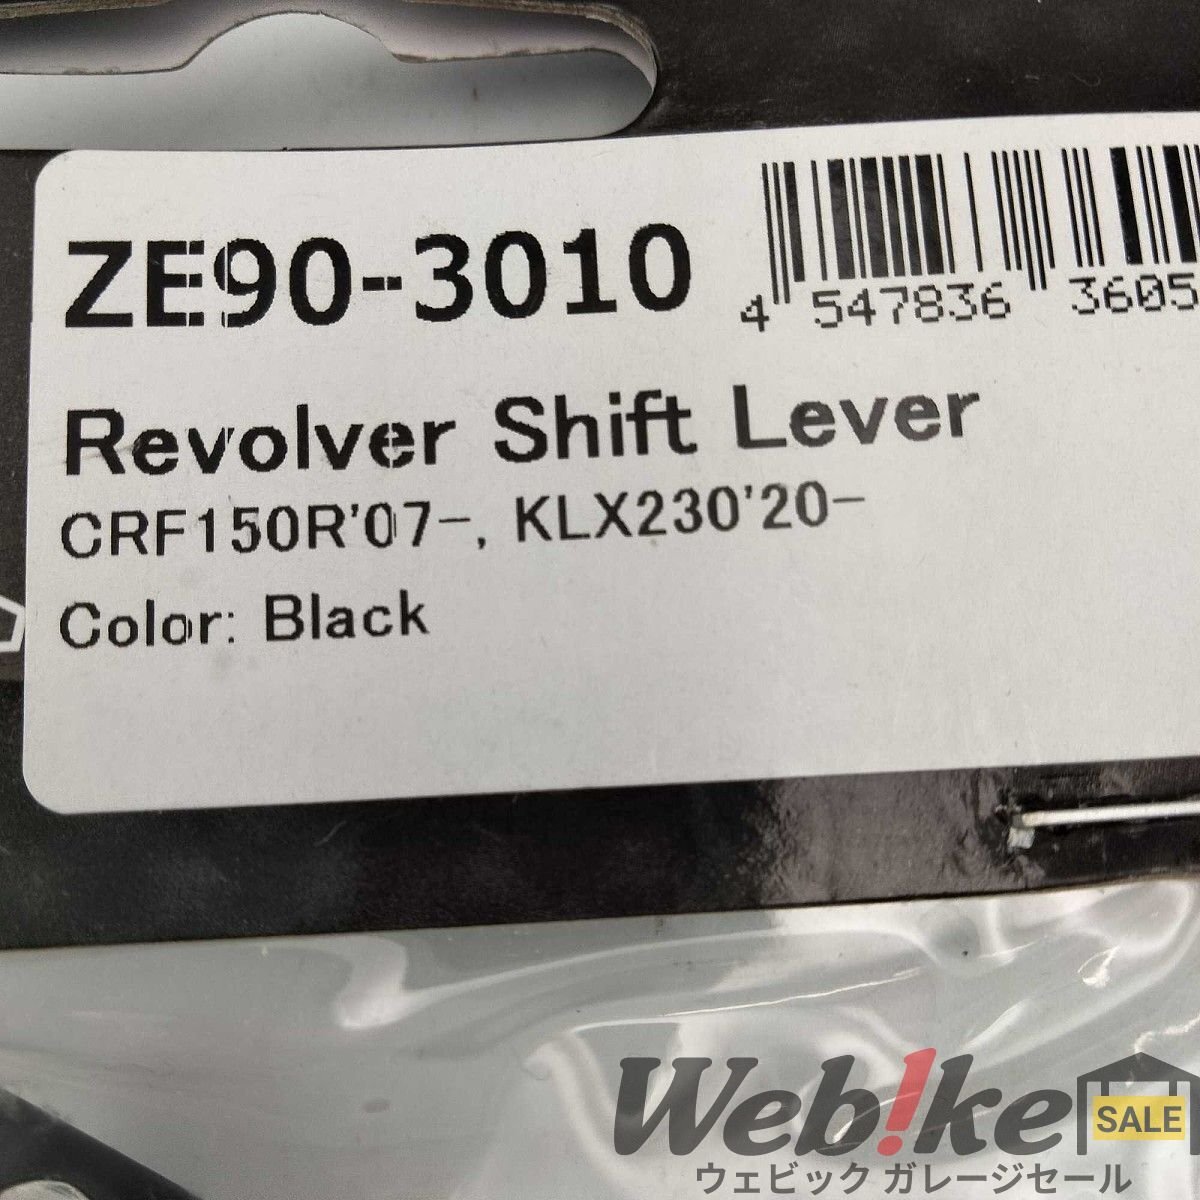 ZE90-3010
4 547836 3605
Revolver Shift Lever
CRF150R'07-, KLX230'20-
Color: Black
Web!ke
SALE
ウェビック ガレージセール